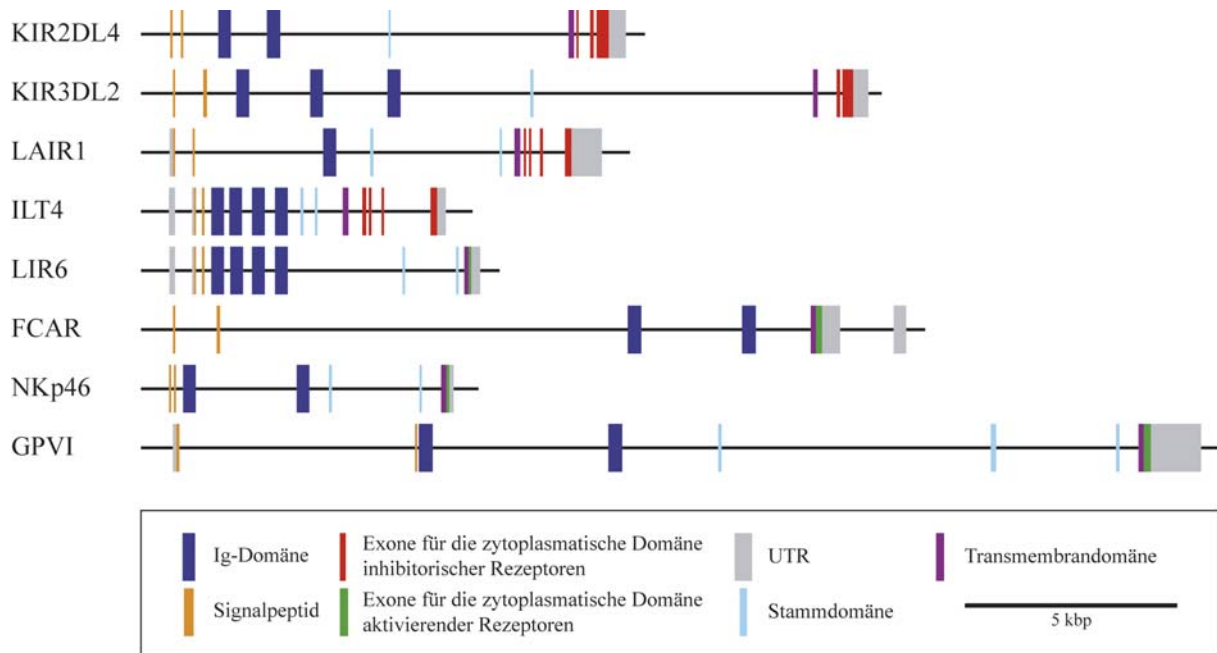 KIR2DL4
KIR3DL2
LAIR1
ILT4
LIR6
FCAR
NKp46
GPVI
Ig-Domäne
Signalpeptid
Exone für die zytoplasmatische Domäne
inhibitorischer Rezeptoren
Exone für die zytoplasmatische Domäne
aktivierender Rezeptoren
UTR
Stammdomäne
Transmembrandomäne
5 kbp